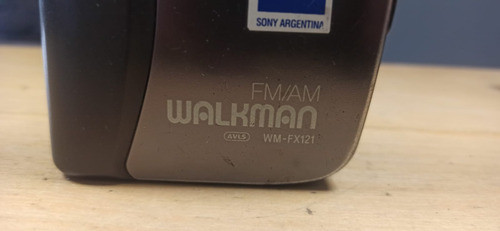 SONY ARGENTINA
FM/AM
WALKMAN
AVLS WM-FX121